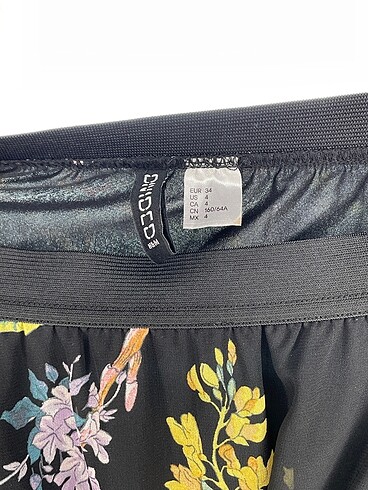 DIVIDED
H&M
EUR 34
US 4
CA 4
CN 160/64A
MX 4